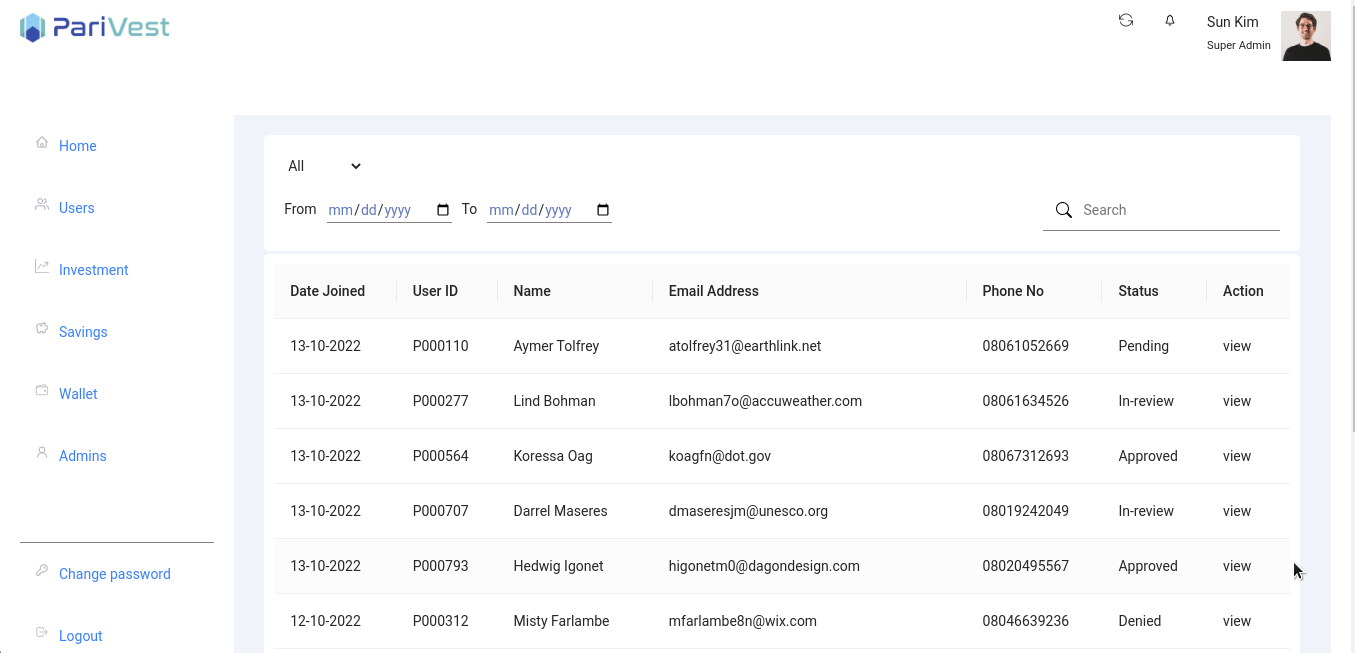 PariVest
Sun Kim
Super Admin
Home
Users
Investment
Savings
Wallet
Admins
Change password
Logout
All
From mm/dd/yyyy To mm/dd/yyyy Search
Date Joined User ID Name Email Address Phone No Status Action
13-10-2022 P000110 Aymer Tolfrey atolfrey31@earthlink.net 08061052669 Pending view
13-10-2022 P000277 Lind Bohman lbohman7o@accuweather.com 08061634526 In-review view
13-10-2022 P000564 Koressa Oag koagfn@dot.gov 08067312693 Approved view
13-10-2022 P000707 Darrel Maseres dmaseresjm@unesco.org 08019242049 In-review view
13-10-2022 P000793 Hedwig Igonet higonetm0@dagondesign.com 08020495567 Approved view
12-10-2022 P000312 Misty Farlambe mfarlambe8n@wix.com 08046639236 Denied view